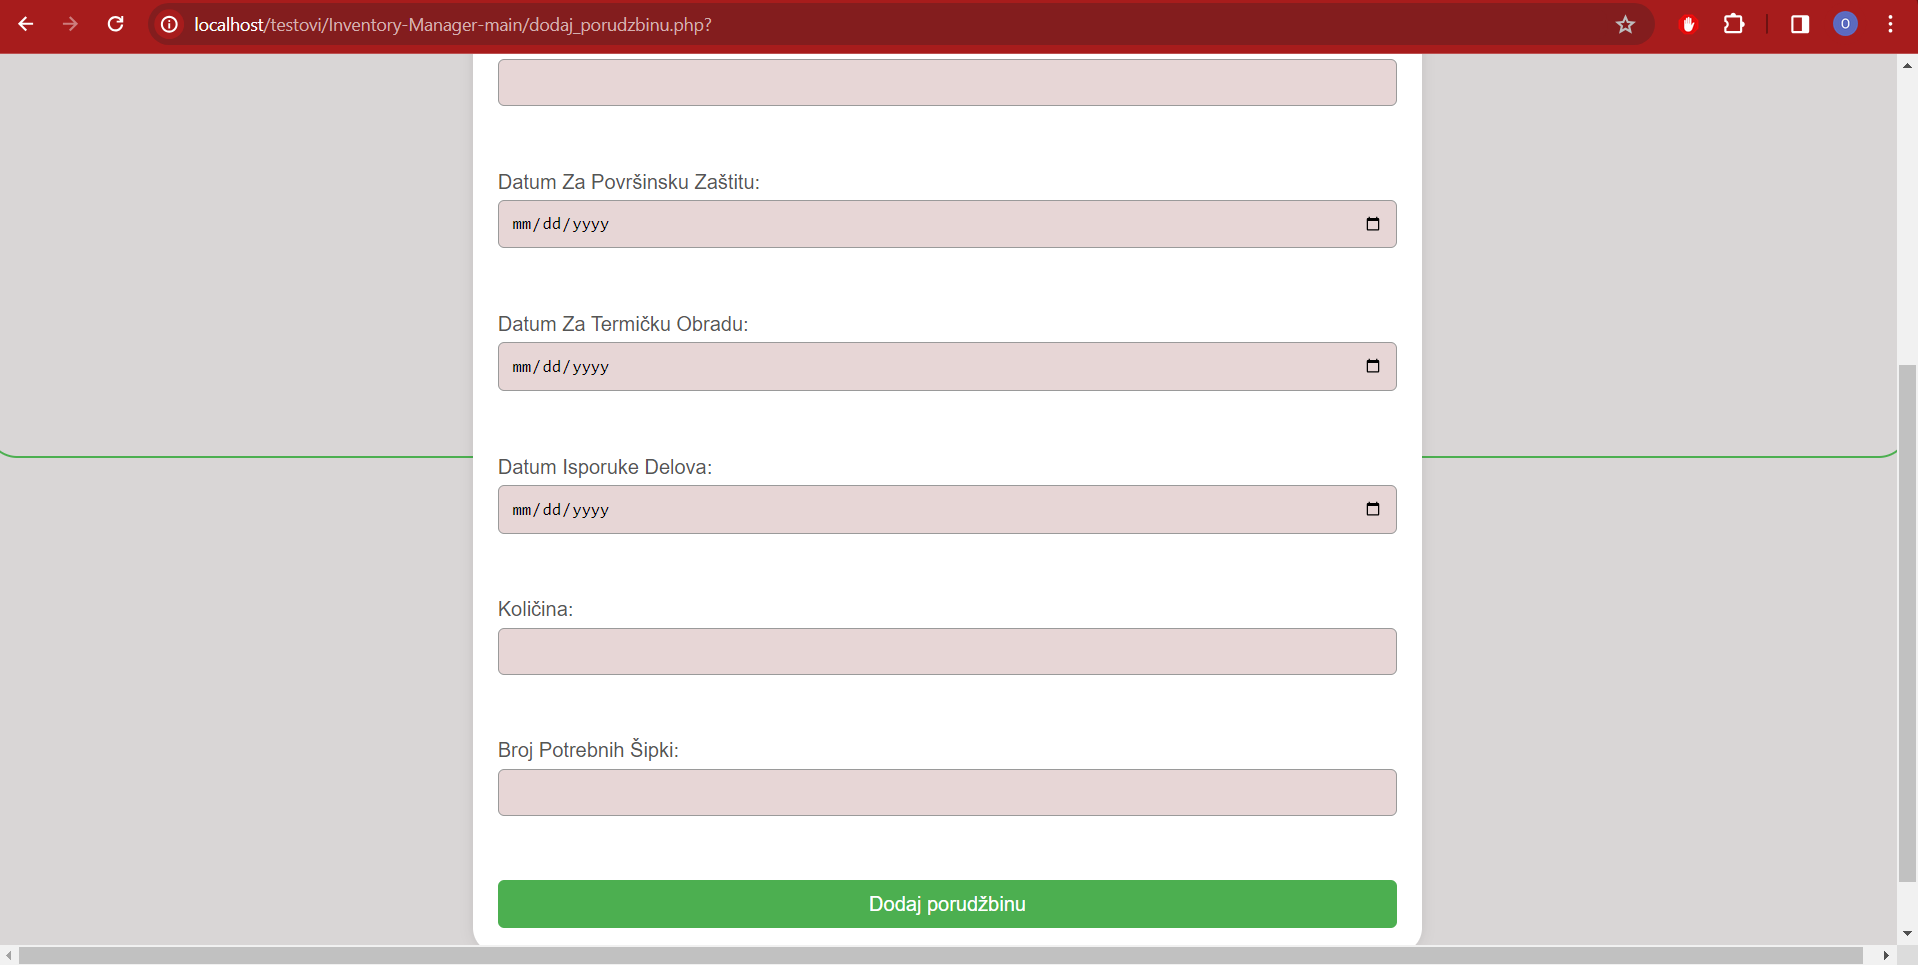 localhost/testovi/Inventory-Manager-main/dodaj_porudzbinu.php?
O
Datum Za Površinsku Zaštitu:
mm/dd/yyyy
Datum Za Termičku Obradu:
mm/dd/yyyy
Datum Isporuke Delova:
mm/dd/yyyy
Količina:
Broj Potrebnih Šipki:
Dodaj porudžbinu